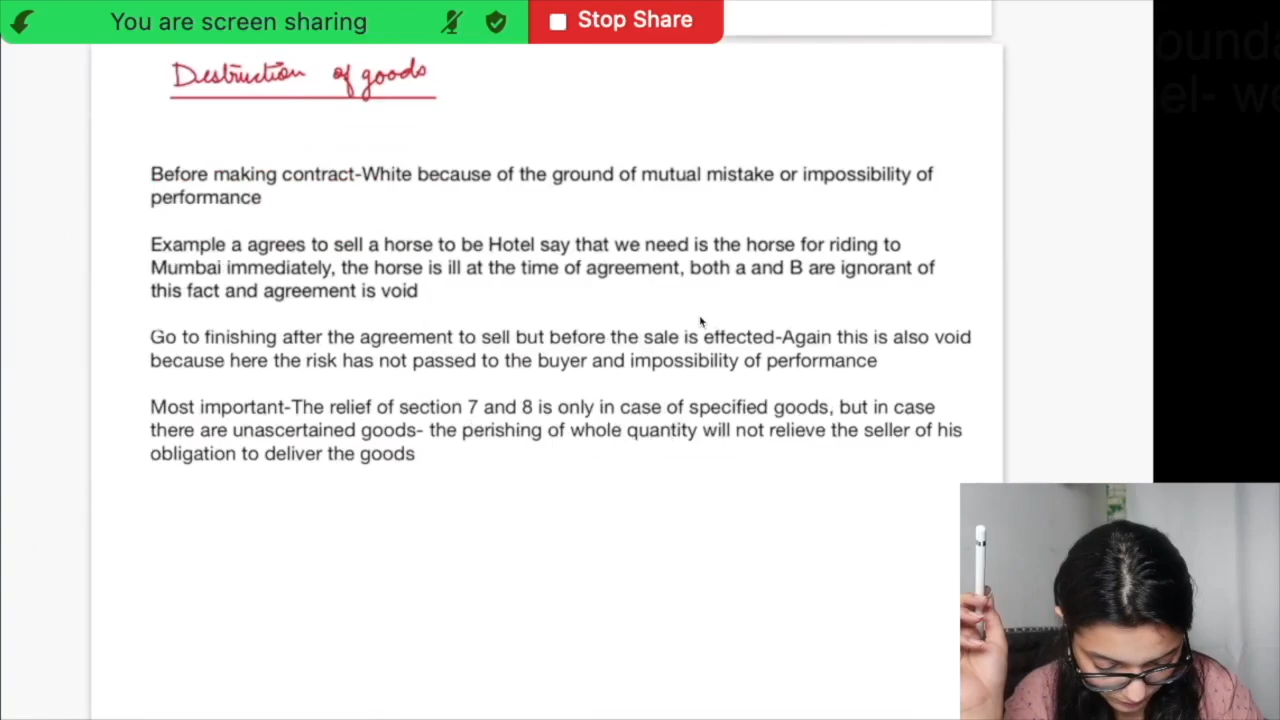 You are screen sharing
Stop Share
Destruction of goods
Before making contract-White because of the ground of mutual mistake or impossibility of
performance
Example a agrees to sell a horse to be Hotel say that we need is the horse for riding to
Mumbai immediately, the horse is ill at the time of agreement, both a and B are ignorant of
this fact and agreement is void
Go to finishing after the agreement to sell but before the sale is effected-Again this is also void
because here the risk has not passed to the buyer and impossibility of performance
Most important-The relief of section 7 and 8 is only in case of specified goods, but in case
there are unascertained goods- the perishing of whole quantity will not relieve the seller of his
obligation to deliver the goods